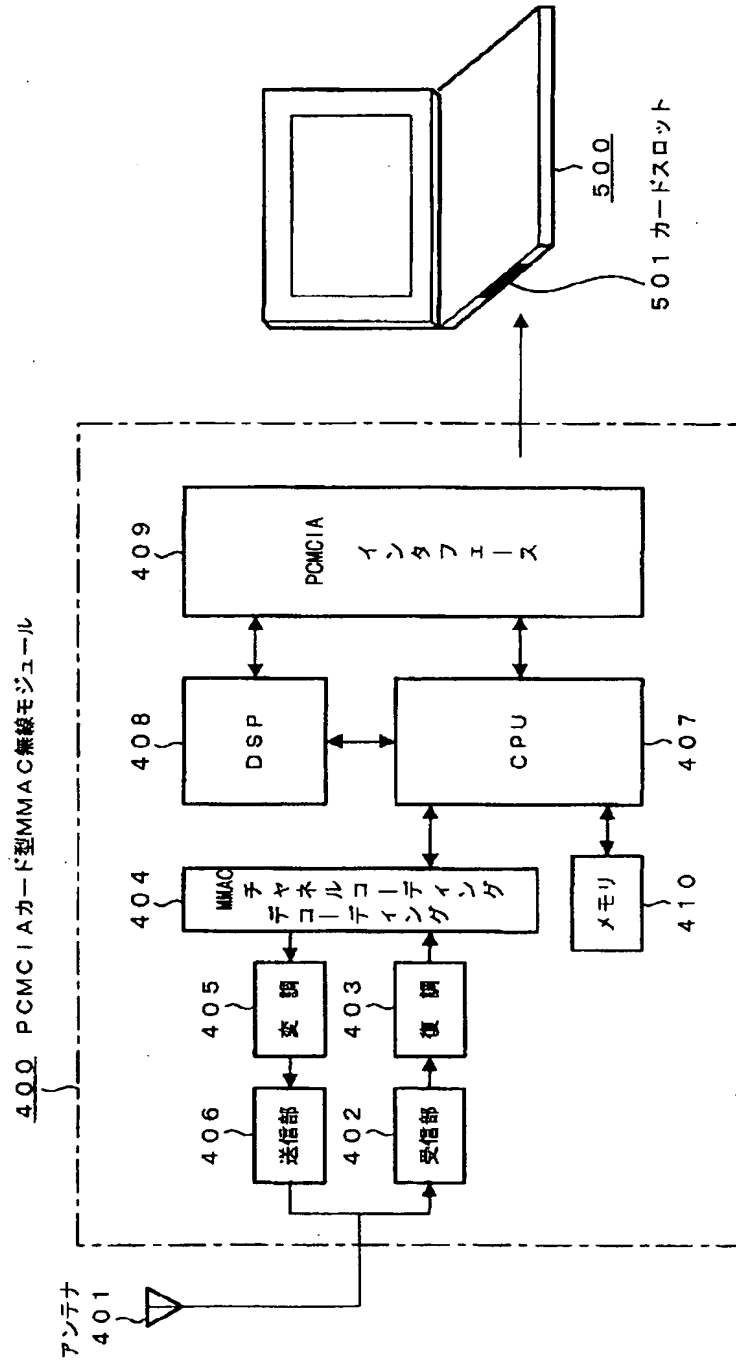 400 PCMCIAカード型MMAC無線モジュール
アンテナ
401
406
送信部
405
変調
404
MMAC
チャネルコーディング
デコーディング
408
DSP
409
PCMCIA
インタフェース
402
受信部
403
復調
CPU
407
メモリ
410
500
501 カードスロット